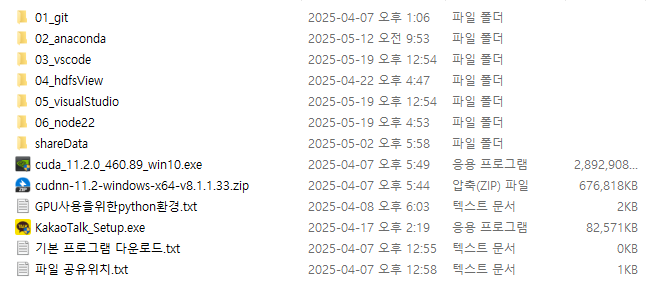 01_git 2025-04-07 오후 1:06 파일 폴더
02_anaconda 2025-05-12 오전 9:53 파일 폴더
03_vscode 2025-05-19 오후 12:54 파일 폴더
04_hdfsView 2025-04-22 오후 4:47 파일 폴더
05_visualStudio 2025-05-19 오후 12:54 파일 폴더
06_node22 2025-05-19 오후 4:53 파일 폴더
shareData 2025-05-02 오후 5:58 파일 폴더
cuda_11.2.0_460.89_win10.exe 2025-04-07 오후 5:49 응용 프로그램 2,892,908...
cudnn-11.2-windows-x64-v8.1.1.33.zip 2025-04-07 오후 5:44 압축(ZIP) 파일 676,818KB
GPU사용을위한python환경.txt 2025-04-08 오후 6:03 텍스트 문서 2KB
KakaoTalk_Setup.exe 2025-04-17 오후 2:19 응용 프로그램 82,571KB
기본 프로그램 다운로드.txt 2025-04-07 오후 12:55 텍스트 문서 0KB
파일 공유위치.txt 2025-04-07 오후 12:58 텍스트 문서 1KB